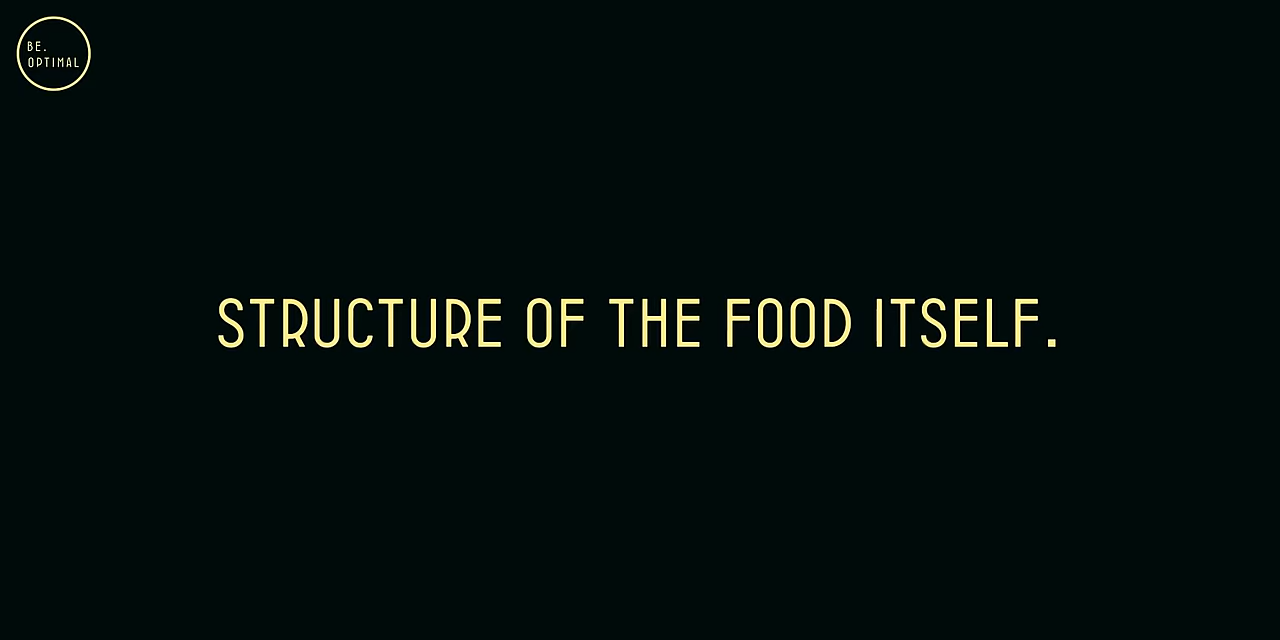 BE.
OPTIMAL
STRUCTURE OF THE FOOD ITSELF.